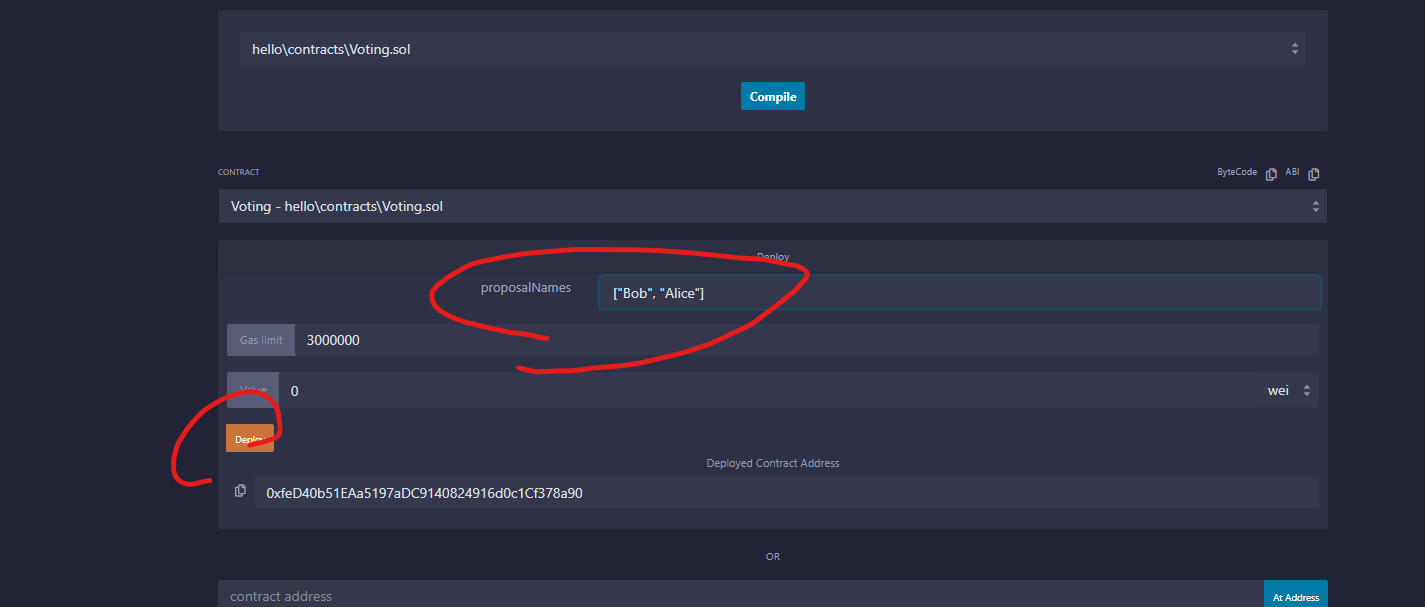 hello\contracts\Voting.sol
Compile
CONTRACT
ByteCode ABI
Voting - hello\contracts\Voting.sol
Deploy
proposalNames ["Bob", "Alice"]
Gas limit 3000000
Value 0 wei
Deploy
Deployed Contract Address
0xfeD40b51EAa5197aDC9140824916d0c1Cf378a90
OR
contract address At Address